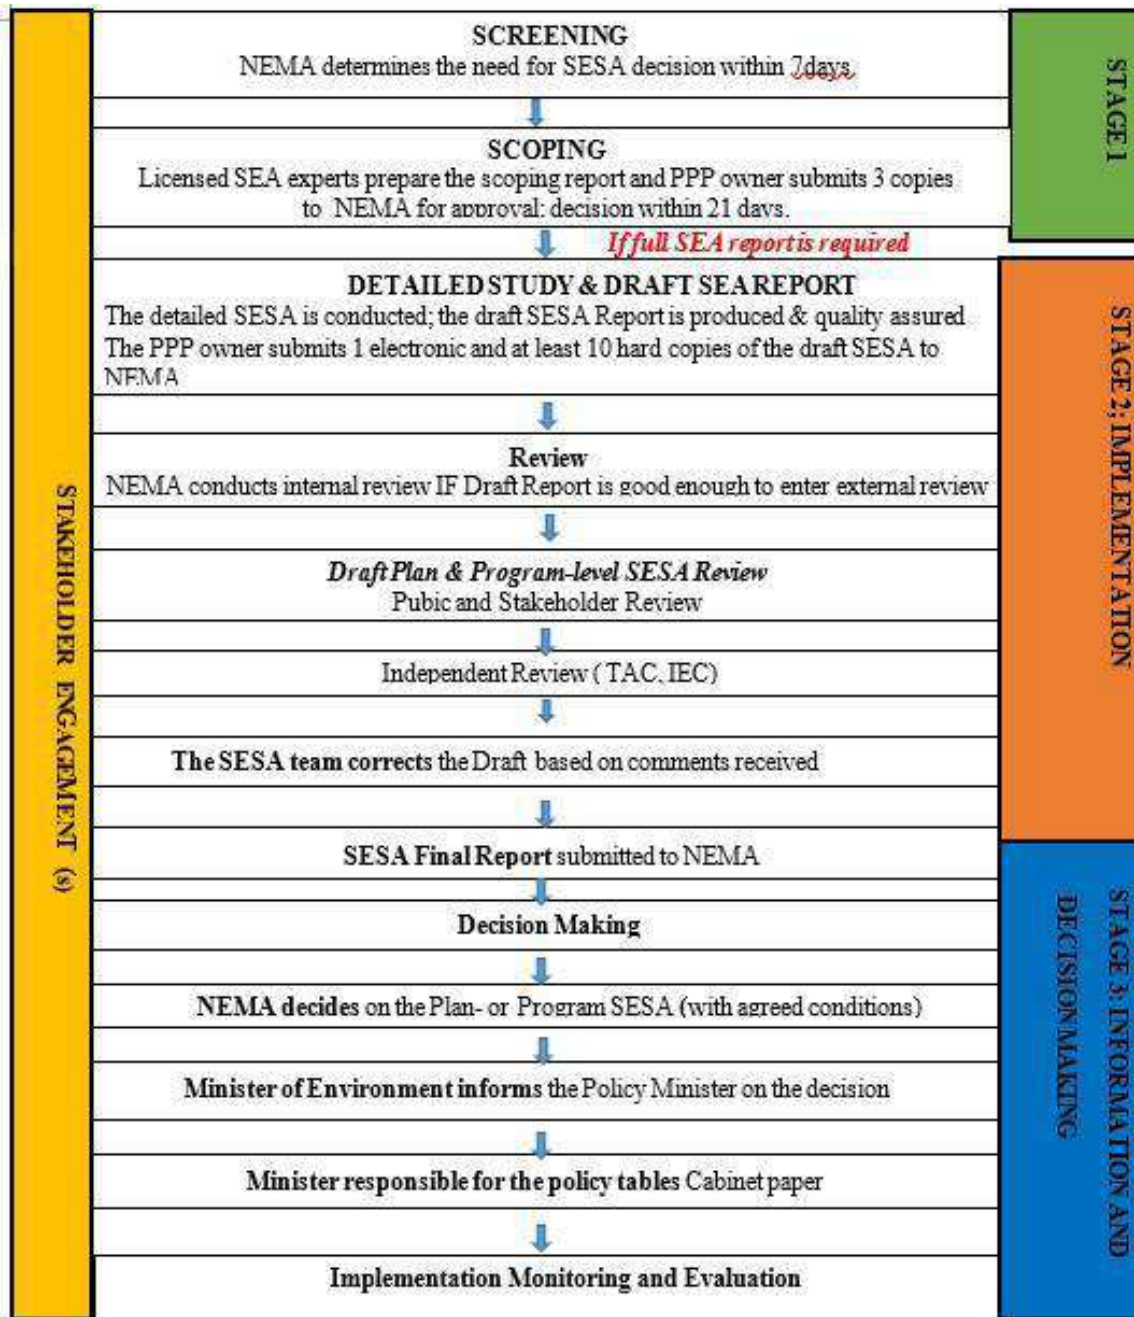 SCREENING
NEMA determines the need for SESA decision within 7days.
SCOPING
Licensed SEA experts prepare the scoping report and PPP owner submits 3 copies
to NEMA for approval; decision within 21 days.
If full SEA report is required
DETAILED STUDY & DRAFT SEA REPORT
The detailed SESA is conducted; the draft SESA Report is produced & quality assured
The PPP owner submits 1 electronic and at least 10 hard copies of the draft SESA to
NEMA
Review
NEMA conducts internal review IF Draft Report is good enough to enter external review
Draft Plan & Program-level SESA Review
Pubic and Stakeholder Review
Independent Review ( TAC, IEC)
The SESA team corrects the Draft based on comments received
SESA Final Report submitted to NEMA
Decision Making
NEMA decides on the Plan- or Program SESA (with agreed conditions)
Minister of Environment informs the Policy Minister on the decision
Minister responsible for the policy tables Cabinet paper
Implementation Monitoring and Evaluation
STAKEHOLDER ENGAGEMENT (s)
STAGE 1
STAGE 2; IMPLEMENTATION
STAGE 3: INFORMATION AND
DECISION MAKING